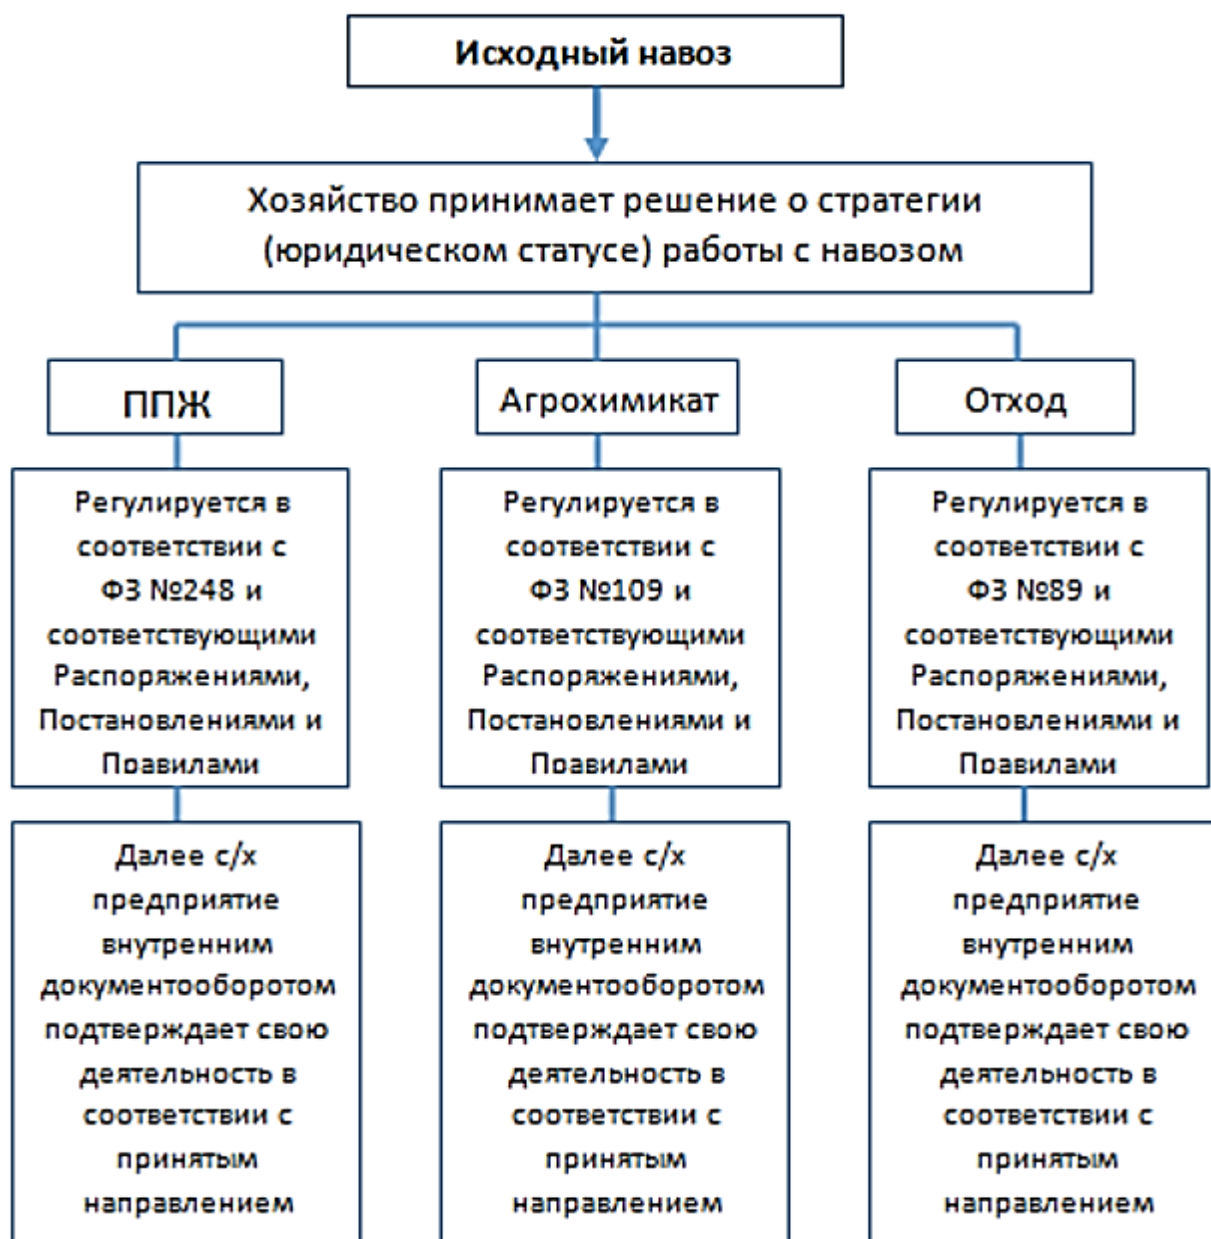 Исходный навоз
Хозяйство принимает решение о стратегии
(юридическом статусе) работы с навозом
ППЖ
Регулируется в
соответствии с
ФЗ №248 и
соответствующими
Распоряжениями,
Постановлениями и
Правилами
Далее с/х
предприятие
внутренним
документооборотом
подтверждает свою
деятельность в
соответствии с
принятым
направлением
Агрохимикат
Регулируется в
соответствии с
ФЗ №109 и
соответствующими
Распоряжениями,
Постановлениями и
Правилами
Далее с/х
предприятие
внутренним
документооборотом
подтверждает свою
деятельность в
соответствии с
принятым
направлением
Отход
Регулируется в
соответствии с
ФЗ №89 и
соответствующими
Распоряжениями,
Постановлениями и
Правилами
Далее с/х
предприятие
внутренним
документооборотом
подтверждает свою
деятельность в
соответствии с
принятым
направлением